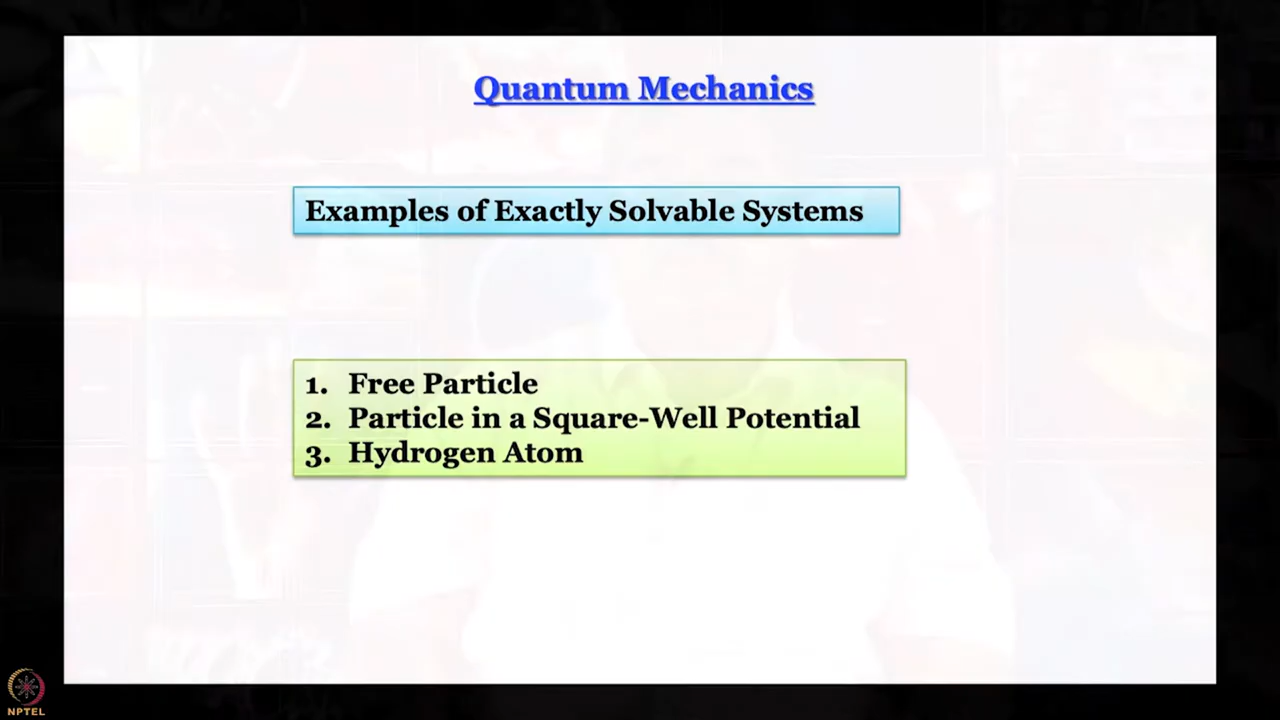 Quantum Mechanics
Examples of Exactly Solvable Systems
1. Free Particle
2. Particle in a Square-Well Potential
3. Hydrogen Atom
NPTEL